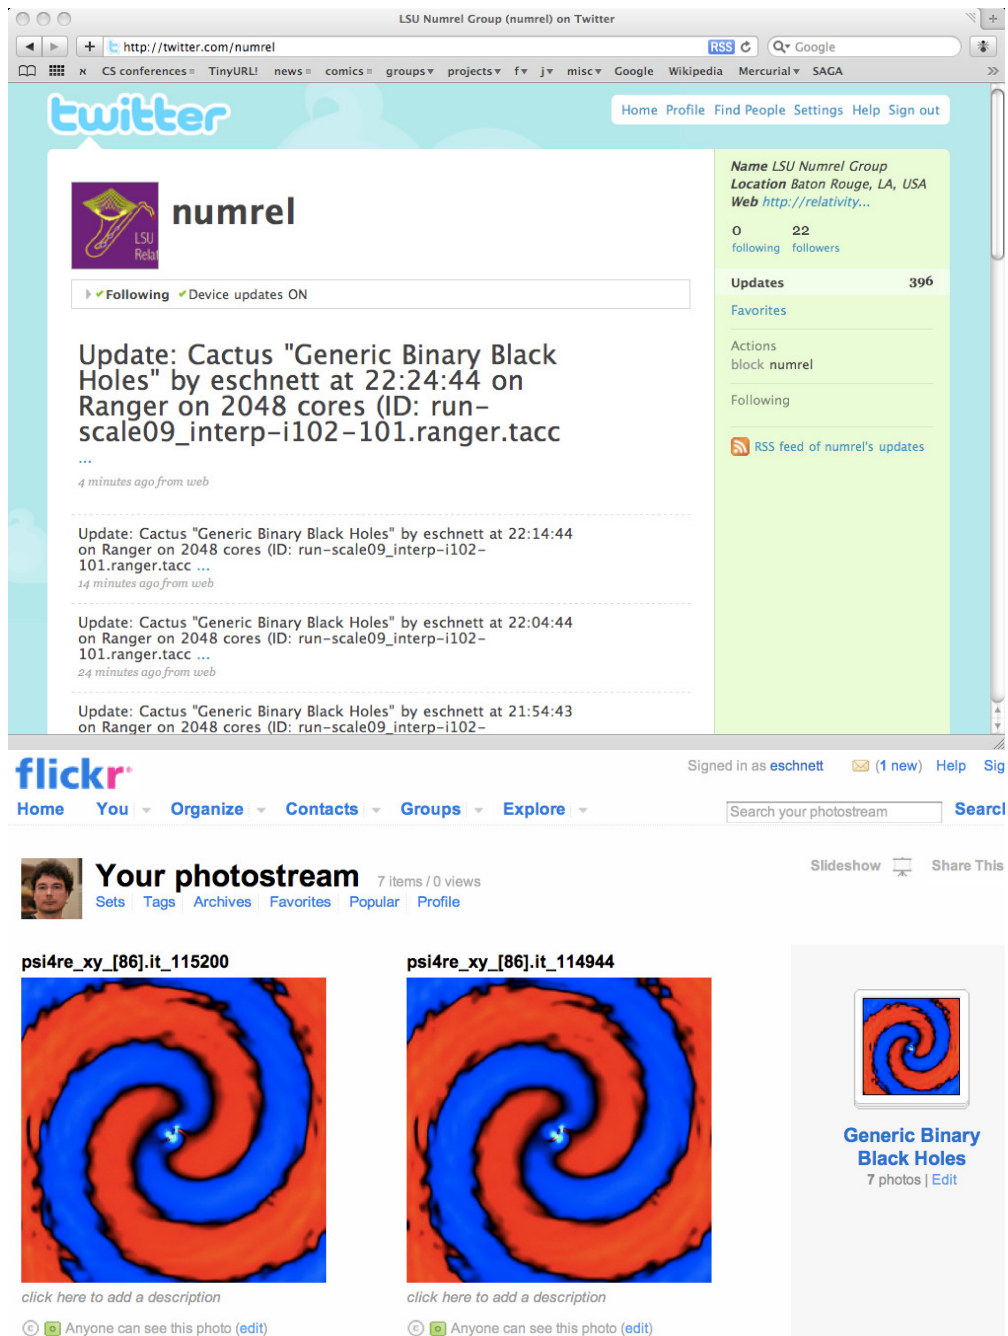 LSU Numrel Group (numrel) on Twitter
http://twitter.com/numrel RSS Google
א CS conferences TinyURL! news comics groups projects f j misc Google Wikipedia Mercurial SAGA
twitter
Home Profile Find People Settings Help Sign out
LSU
Relat
numrel
Following Device updates ON
Update: Cactus "Generic Binary Black
Holes" by eschnett at 22:24:44 on
Ranger on 2048 cores (ID: run-
scale09_interp-i102-101.ranger.tacc
...
4 minutes ago from web
Update: Cactus "Generic Binary Black Holes" by eschnett at 22:14:44
on Ranger on 2048 cores (ID: run-scale09_interp-i102-
101.ranger.tacc ...
14 minutes ago from web
Update: Cactus "Generic Binary Black Holes" by eschnett at 22:04:44
on Ranger on 2048 cores (ID: run-scale09_interp-i102-
101.ranger.tacc ...
24 minutes ago from web
Update: Cactus "Generic Binary Black Holes" by eschnett at 21:54:43
on Ranger on 2048 cores (ID: run-scale09_interp-i102-
Name LSU Numrel Group
Location Baton Rouge, LA, USA
Web http://relativity...
0 22
following followers
Updates 396
Favorites
Actions
block numrel
Following
RSS feed of numrel's updates
flickr
Signed in as eschnett (1 new) Help Sig
Home You Organize Contacts Groups Explore
Search your photostream Search
Your photostream 7 items / 0 views
Sets Tags Archives Favorites Popular Profile
Slideshow Share This
psi4re_xy_[86].it_115200
click here to add a description
© Anyone can see this photo (edit)
psi4re_xy_[86].it_114944
click here to add a description
© Anyone can see this photo (edit)
Generic Binary
Black Holes
7 photos | Edit